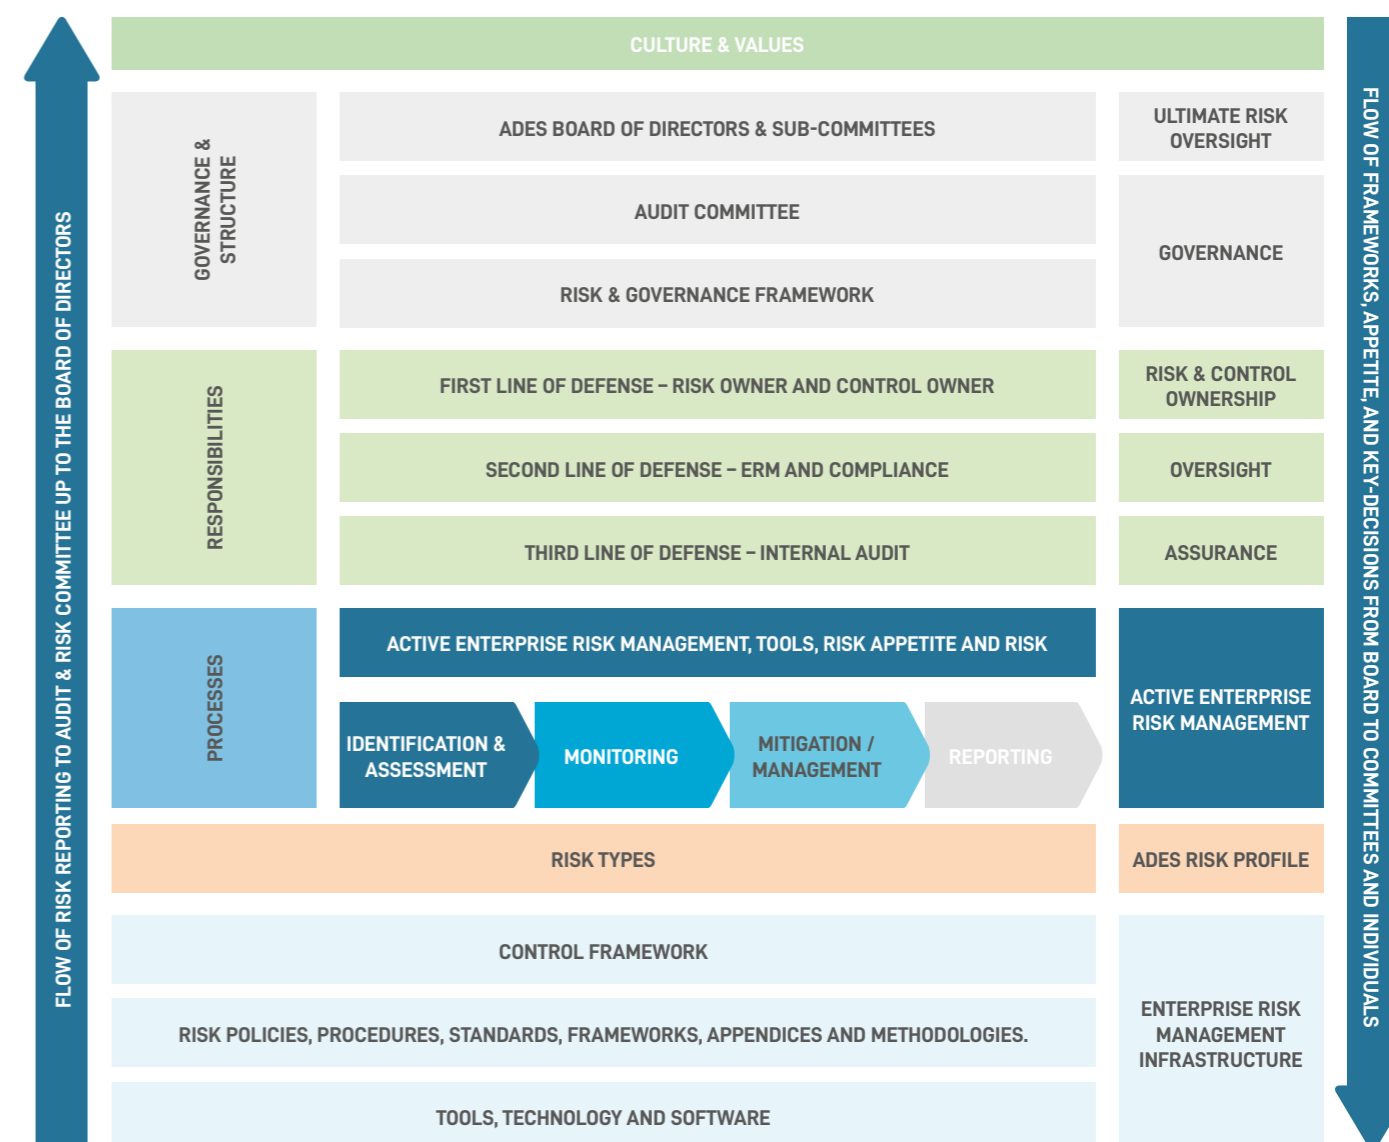 CULTURE & VALUES
FLOW OF RISK REPORTING TO AUDIT & RISK COMMITTEE UP TO THE BOARD OF DIRECTORS
GOVERNANCE &
STRUCTURE
ADES BOARD OF DIRECTORS & SUB-COMMITTEES
ULTIMATE RISK
OVERSIGHT
AUDIT COMMITTEE
RISK & GOVERNANCE FRAMEWORK
GOVERNANCE
RESPONSIBILITIES
FIRST LINE OF DEFENSE – RISK OWNER AND CONTROL OWNER
RISK & CONTROL
OWNERSHIP
SECOND LINE OF DEFENSE – ERM AND COMPLIANCE
OVERSIGHT
THIRD LINE OF DEFENSE – INTERNAL AUDIT
ASSURANCE
PROCESSES
ACTIVE ENTERPRISE RISK MANAGEMENT, TOOLS, RISK APPETITE AND RISK
IDENTIFICATION &
ASSESSMENT
MONITORING
MITIGATION /
MANAGEMENT
REPORTING
ACTIVE ENTERPRISE
RISK MANAGEMENT
RISK TYPES
ADES RISK PROFILE
CONTROL FRAMEWORK
RISK POLICIES, PROCEDURES, STANDARDS, FRAMEWORKS, APPENDICES AND METHODOLOGIES.
TOOLS, TECHNOLOGY AND SOFTWARE
ENTERPRISE RISK
MANAGEMENT
INFRASTRUCTURE
FLOW OF FRAMEWORKS, APPETITE, AND KEY-DECISIONS FROM BOARD TO COMMITTEES AND INDIVIDUALS